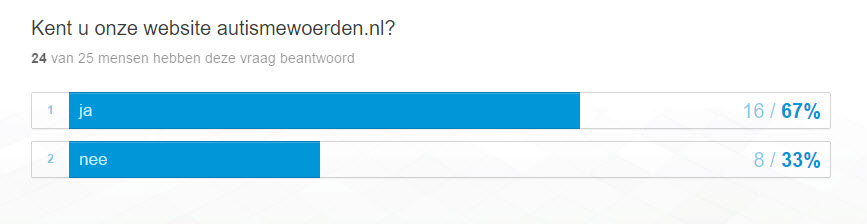 Kent u onze website autismewoerden.nl?
24 van 25 mensen hebben deze vraag beantwoord
1 ja 16 / 67%
2 nee 8 / 33%